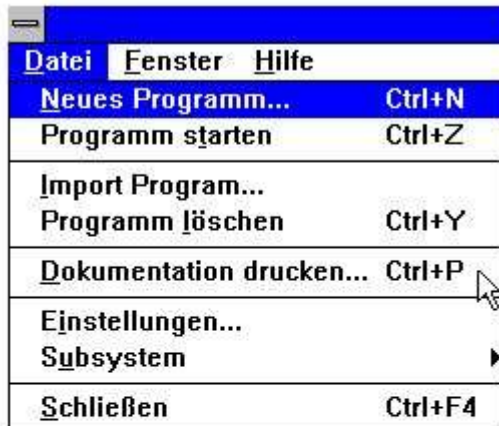 Datei Fenster Hilfe
Neues Programm... Ctrl+N
Programm starten Ctrl+Z
Import Program...
Programm löschen Ctrl+Y
Dokumentation drucken... Ctrl+P
Einstellungen...
Subsystem
Schließen Ctrl+F4